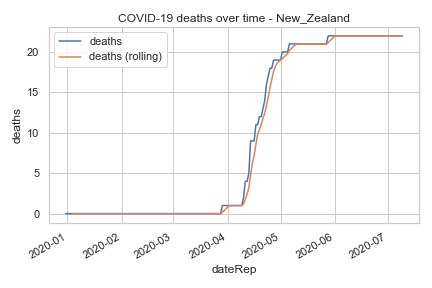 COVID-19 deaths over time - New_Zealand
deaths
deaths (rolling)
20
15
10
5
0
deaths
2020-01
2020-02
2020-03
2020-04
2020-05
2020-06
2020-07
dateRep